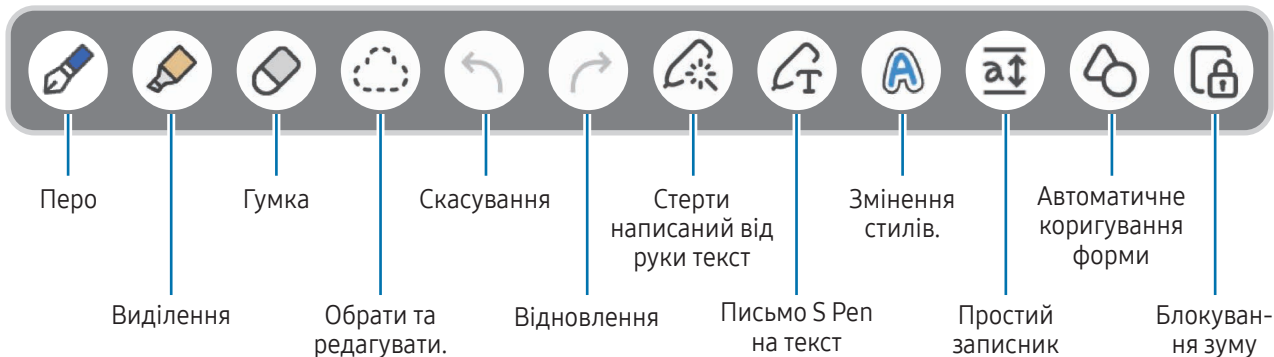 Перо
Гумка
Скасування
Стерти
написаний від
руки текст
Змінення
стилів.
Автоматичне
коригування
форми
Виділення
Обрати та
редагувати.
Відновлення
Письмо S Pen
на текст
Простий
записник
Блокуван-
ня зуму